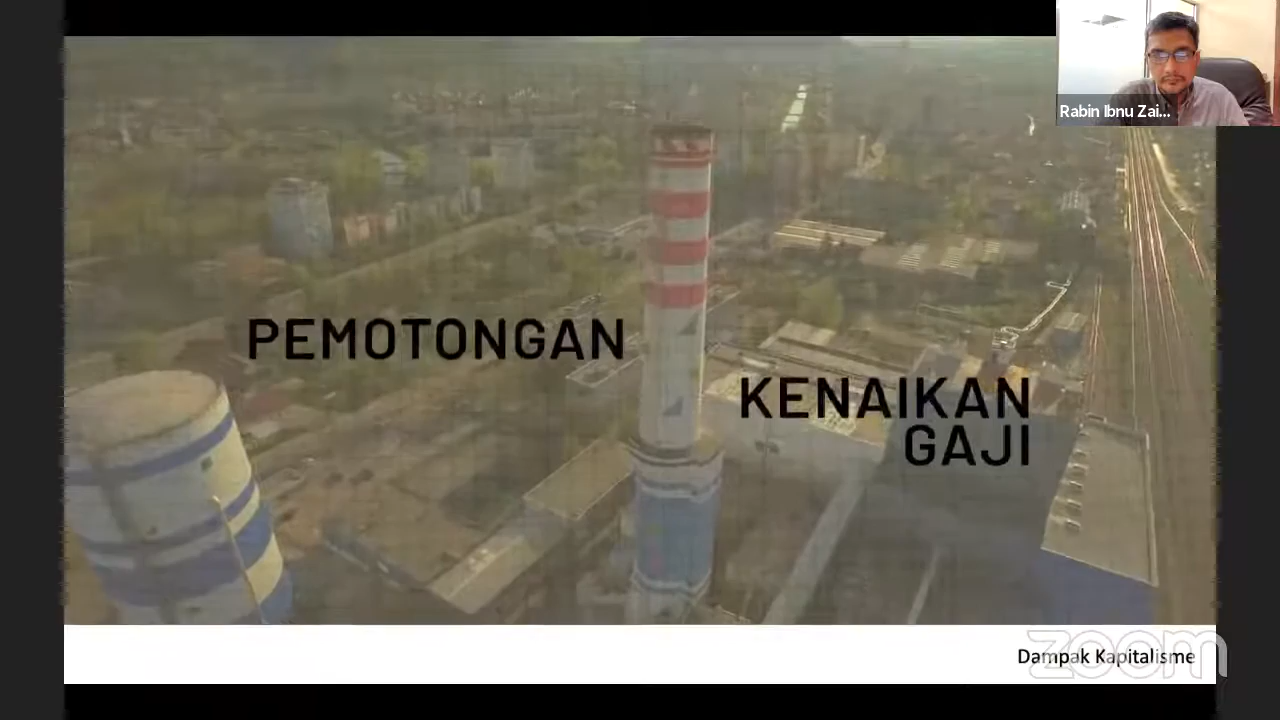 Rabin Ibnu Zai...
PEMOTONGAN
KENAIKAN
GAJI
Dampak Kapitalisme
zoom